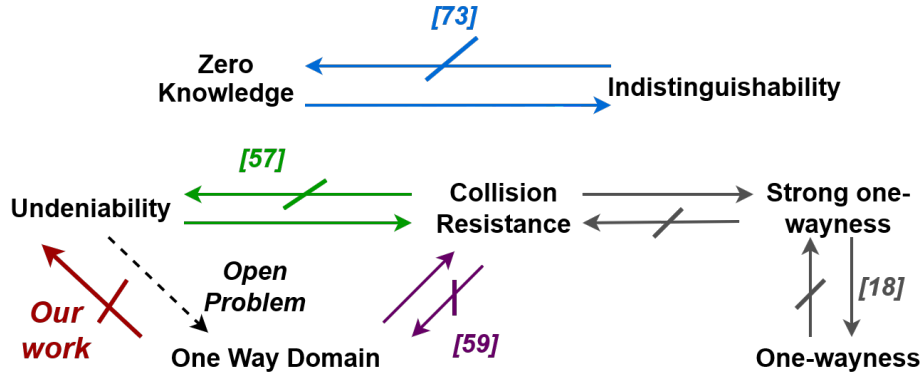 [73]
Zero
Knowledge
Indistinguishability
[57]
Undeniability
Collision
Resistance
Strong one-
wayness
Open
Problem
Our
work
[18]
[59]
One Way Domain
One-wayness